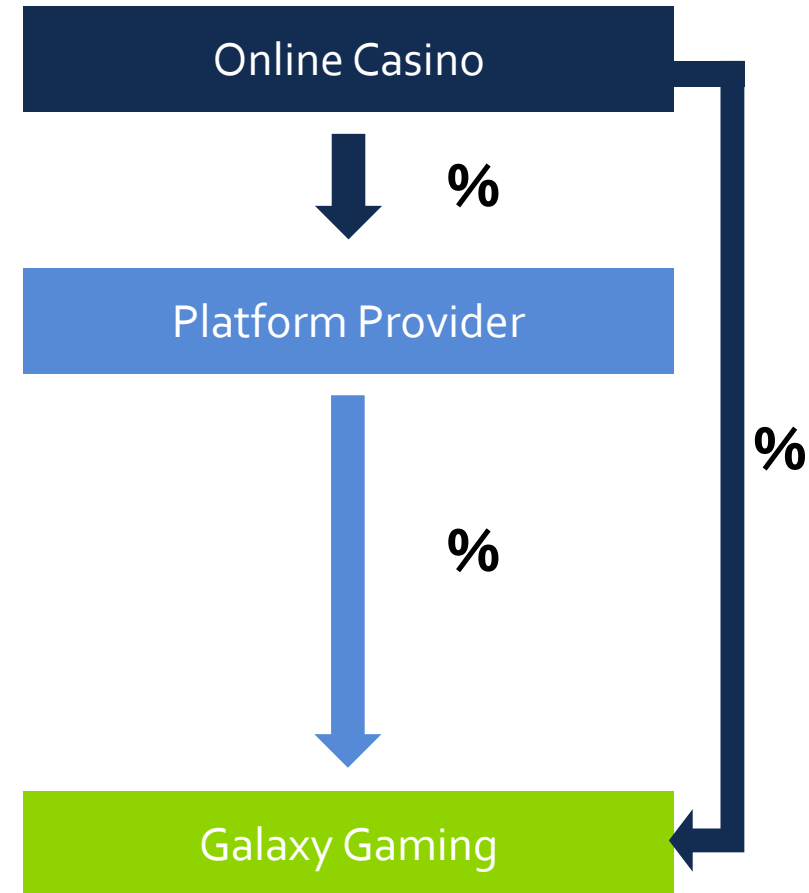 Online Casino
%
Platform Provider
%
%
Galaxy Gaming